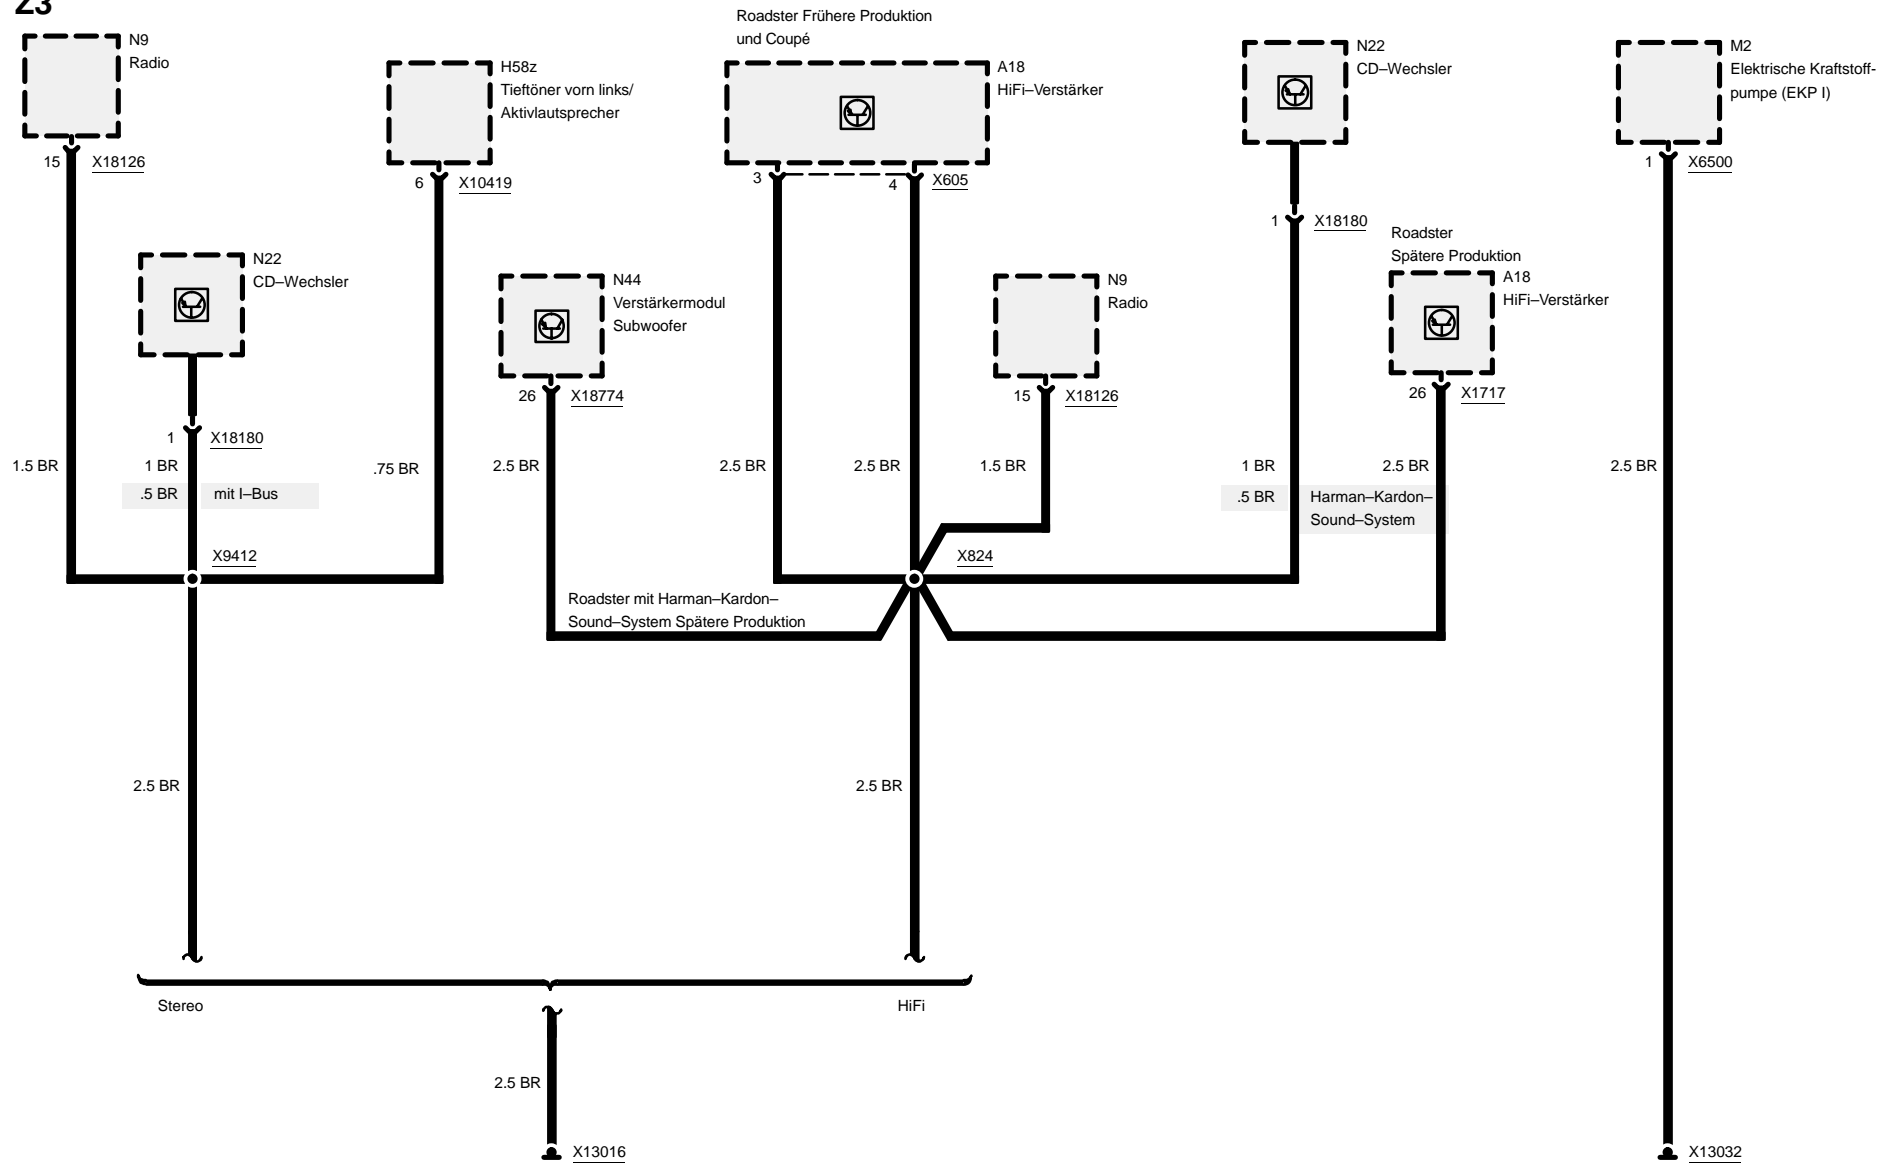 Z3
N9
Radio
15
X18126
H58z
Tieftöner vorn links/
Aktivlautsprecher
6
X10419
Roadster Frühere Produktion
und Coupé
A18
HiFi–Verstärker
3
4
X605
N22
CD–Wechsler
1
X18180
M2
Elektrische Kraftstoff-
pumpe (EKP I)
1
X6500
N22
CD–Wechsler
1
X18180
N44
Verstärkermodul
Subwoofer
26
X18774
N9
Radio
15
X18126
Roadster
Spätere Produktion
A18
HiFi–Verstärker
26
X1717
1.5 BR
1 BR
.5 BR
mit I–Bus
.75 BR
2.5 BR
2.5 BR
2.5 BR
1.5 BR
1 BR
.5 BR
Harman–Kardon–
Sound–System
2.5 BR
2.5 BR
X9412
X824
Roadster mit Harman–Kardon–
Sound–System Spätere Produktion
2.5 BR
2.5 BR
Stereo
HiFi
2.5 BR
X13016
X13032